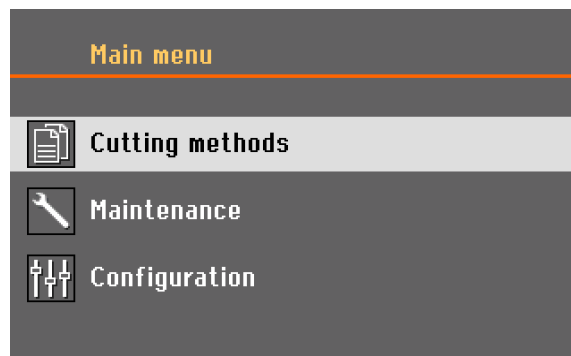 Main menu
Cutting methods
Maintenance
Configuration